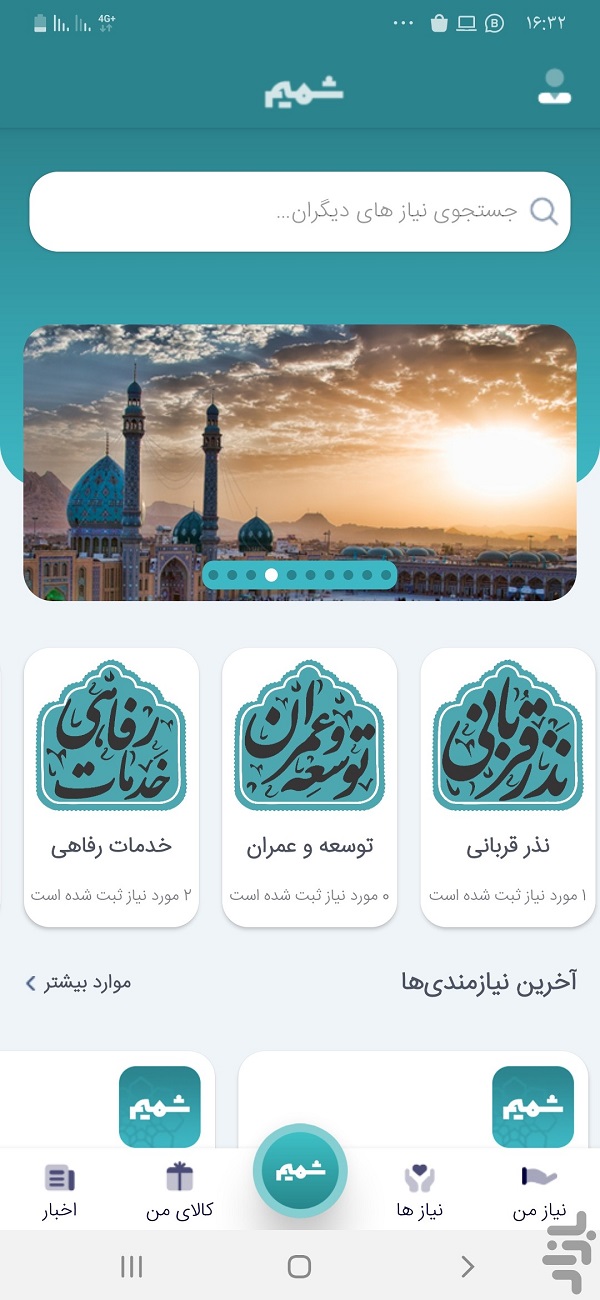 ۱۶:۳۲
4G+
شمیم
جستجوی نیاز های دیگران...
نذر قربانی
توسعه و عمران
خدمات رفاهی
نذر قربانی
توسعه و عمران
خدمات رفاهی
۱ مورد نیاز ثبت شده است
۰ مورد نیاز ثبت شده است
۲ مورد نیاز ثبت شده است
آخرین نیازمندی‌ها
موارد بیشتر
شمیم
شمیم
شمیم
نیاز من
نیاز ها
کالای من
اخبار
بازار